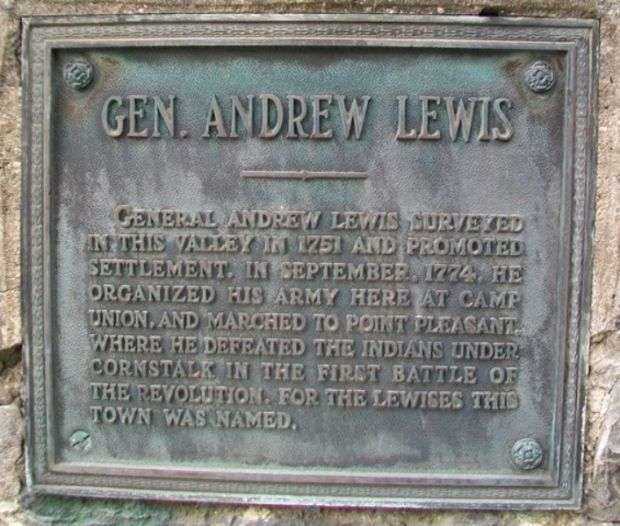 GEN. ANDREW LEWIS
GENERAL ANDREW LEWIS SURVEYED
IN THIS VALLEY IN 1751 AND PROMOTED
SETTLEMENT. IN SEPTEMBER, 1774, HE
ORGANIZED HIS ARMY HERE AT CAMP
UNION, AND MARCHED TO POINT PLEASANT,
WHERE HE DEFEATED THE INDIANS UNDER
CORNSTALK IN THE FIRST BATTLE OF
THE REVOLUTION. FOR THE LEWISES THIS
TOWN WAS NAMED.